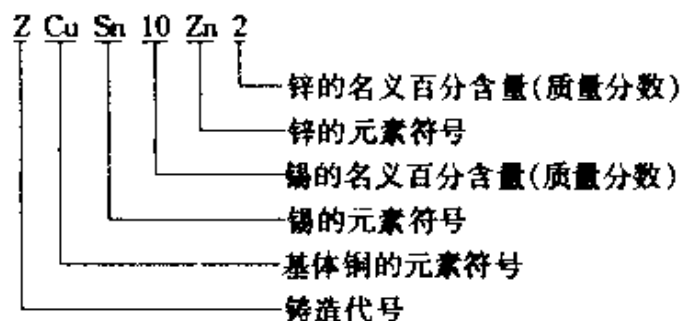 Z Cu Sn 10 Zn 2
锌的名义百分含量(质量分数)
锌的元素符号
锡的名义百分含量(质量分数)
锡的元素符号
基体铜的元素符号
铸造代号